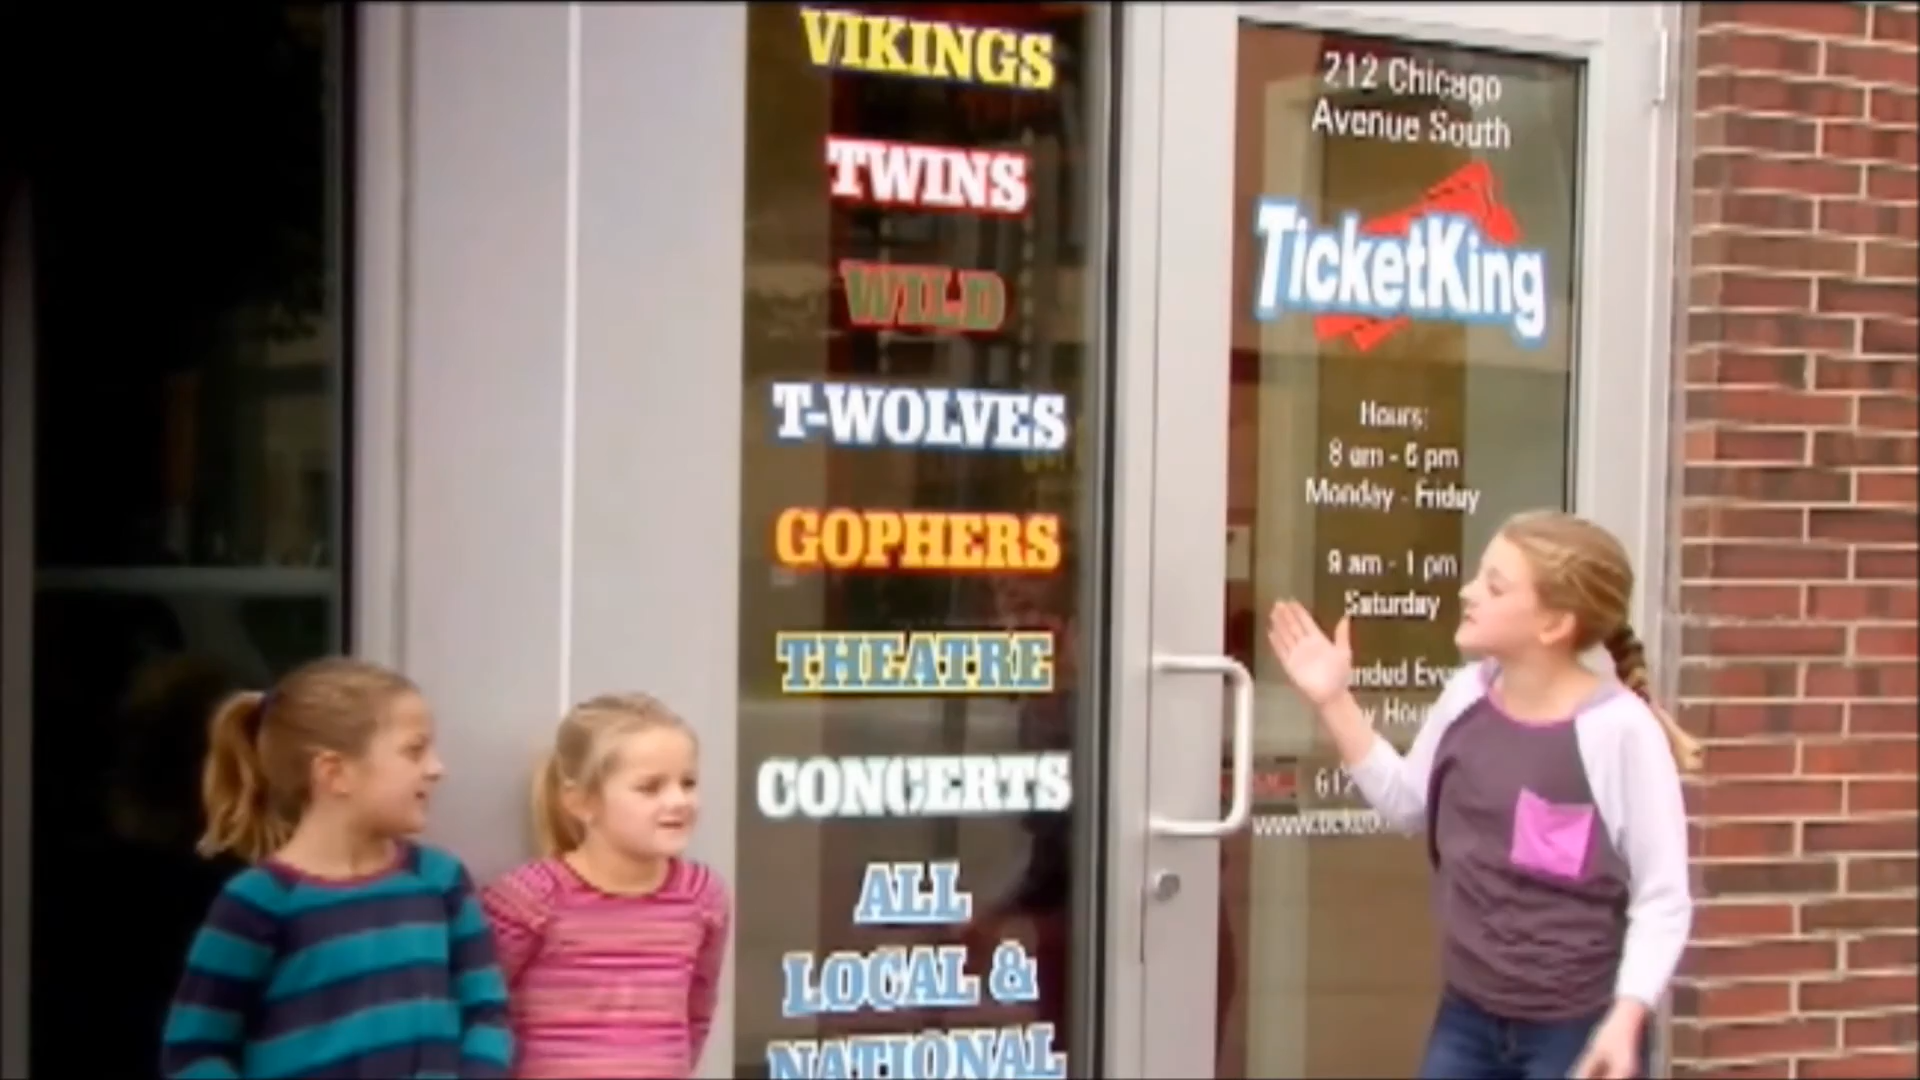 VIKINGS
TWINS
WILD
T-WOLVES
GOPHERS
THEATRE
CONCERTS
ALL
LOCAL &
NATIONAL
212 Chicago
Avenue South
TicketKing
Hours:
8 am - 6 pm
Monday - Friday
9 am - 1 pm
Saturday
612